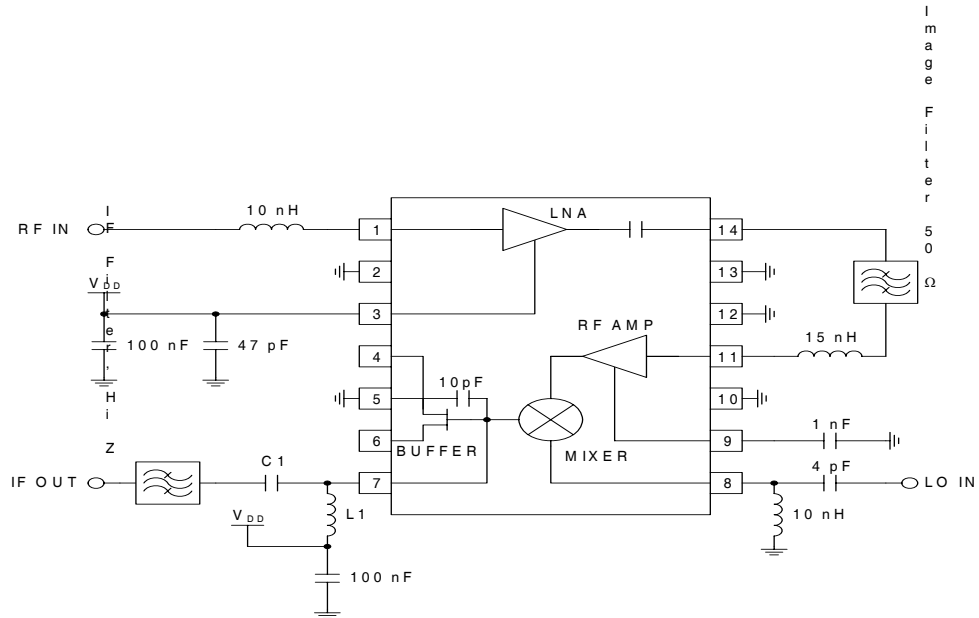 Image Filter 50 Ω
RF IN
10 nH
1
LNA
14
IF Filter, Hi Z
2
13
VDD
3
12
100 nF
47 pF
RF AMP
4
11
15 nH
10pF
5
10
6
BUFFER
MIXER
9
1 nF
IF OUT
C1
7
8
4 pF
LO IN
VDD
L1
10 nH
100 nF